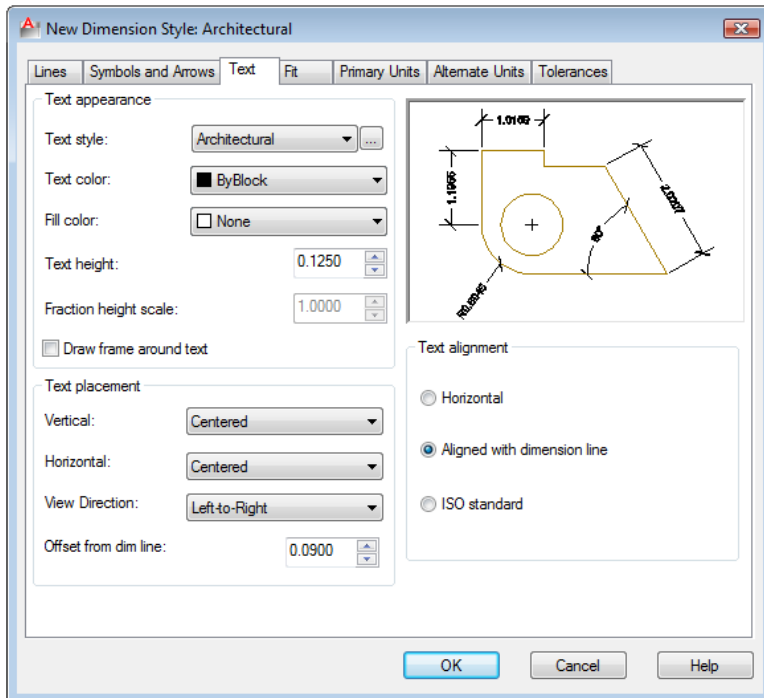 New Dimension Style: Architectural
Lines
Symbols and Arrows
Text
Fit
Primary Units
Alternate Units
Tolerances
Text appearance
Text style:
Architectural
...
Text color:
ByBlock
Fill color:
None
Text height:
0.1250
Fraction height scale:
1.0000
Draw frame around text
Text placement
Vertical:
Centered
Horizontal:
Centered
View Direction:
Left-to-Right
Offset from dim line:
0.0900
1.0159
1.1955
2.0207
60°
R0.8045
Text alignment
Horizontal
Aligned with dimension line
ISO standard
OK
Cancel
Help